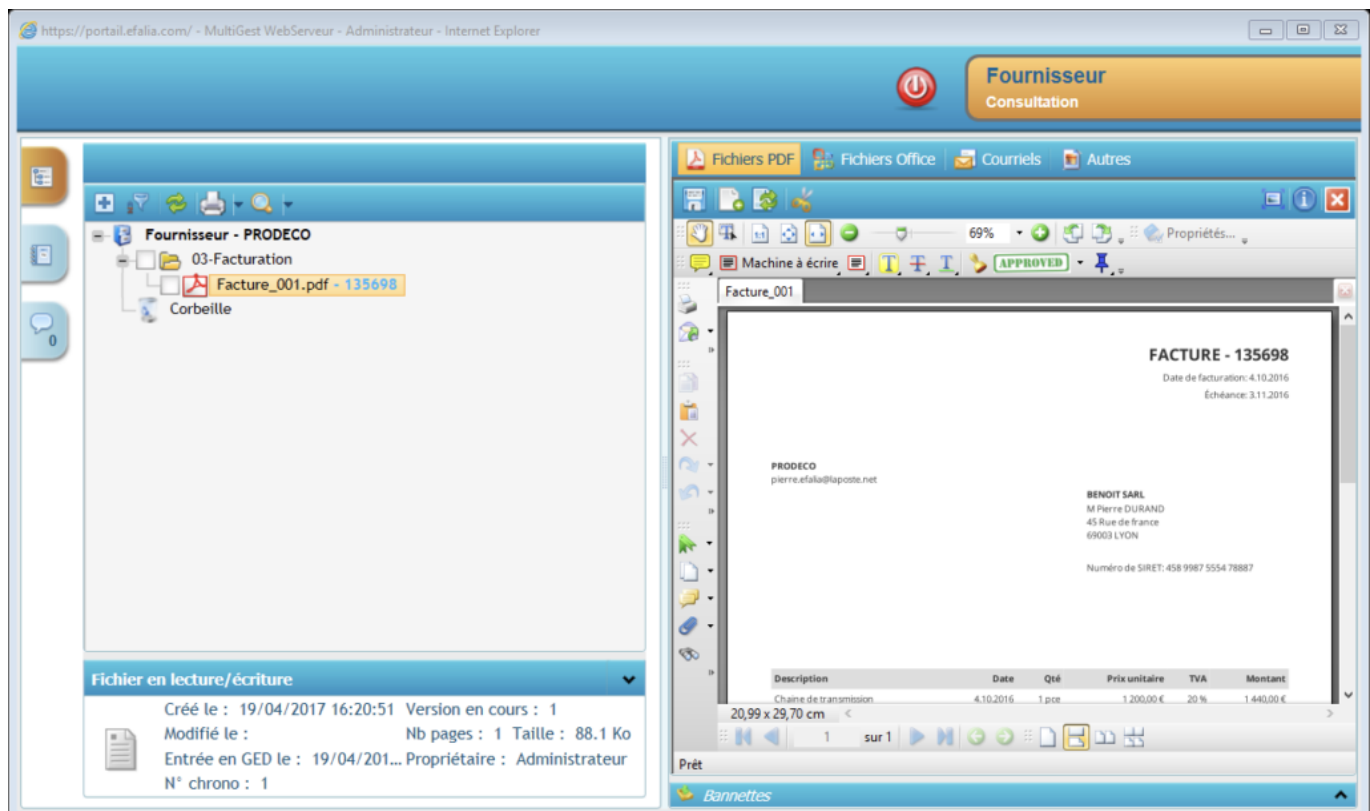 https://portail.efalia.com/ - MultiGest WebServeur - Administrateur - Internet Explorer
Fournisseur
Consultation
Fichiers PDF Fichiers Office Courriels Autres
Fournisseur - PRODECO
03-Facturation
Facture_001.pdf - 135698
Corbeille
0
Fichier en lecture/écriture
Créé le : 19/04/2017 16:20:51 Version en cours : 1
Modifié le : Nb pages : 1 Taille : 88.1 Ko
Entrée en GED le : 19/04/201... Propriétaire : Administrateur
N° chrono : 1
69% Propriétés...
Machine à écrire T T T APPROVED
Facture_001
FACTURE - 135698
Date de facturation: 4.10.2016
Échéance: 3.11.2016
PRODECO
pierre.efalia@laposte.net
BENOIT SARL
M Pierre DURAND
45 Rue de france
69003 LYON
Numéro de SIRET: 458 9987 5554 78887
Description Date Qté Prix unitaire TVA Montant
Chaine de transmission 4.10.2016 1 pce 1 200,00 € 20 % 1 440,00 €
20,99 x 29,70 cm
1 sur 1
Prêt
Bannettes